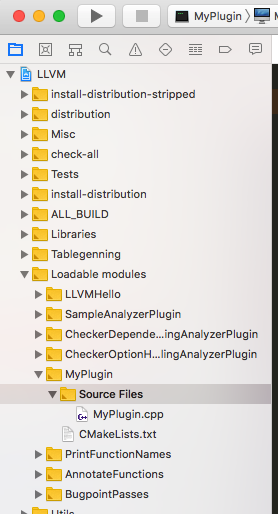 MyPlugin
LLVM
install-distribution-stripped
distribution
Misc
check-all
Tests
install-distribution
ALL_BUILD
Libraries
Tablegenning
Loadable modules
LLVMHello
SampleAnalyzerPlugin
CheckerDepende...ingAnalyzerPlugin
CheckerOptionH...lingAnalyzerPlugin
MyPlugin
Source Files
MyPlugin.cpp
CMakeLists.txt
PrintFunctionNames
AnnotateFunctions
BugpointPasses
Utils